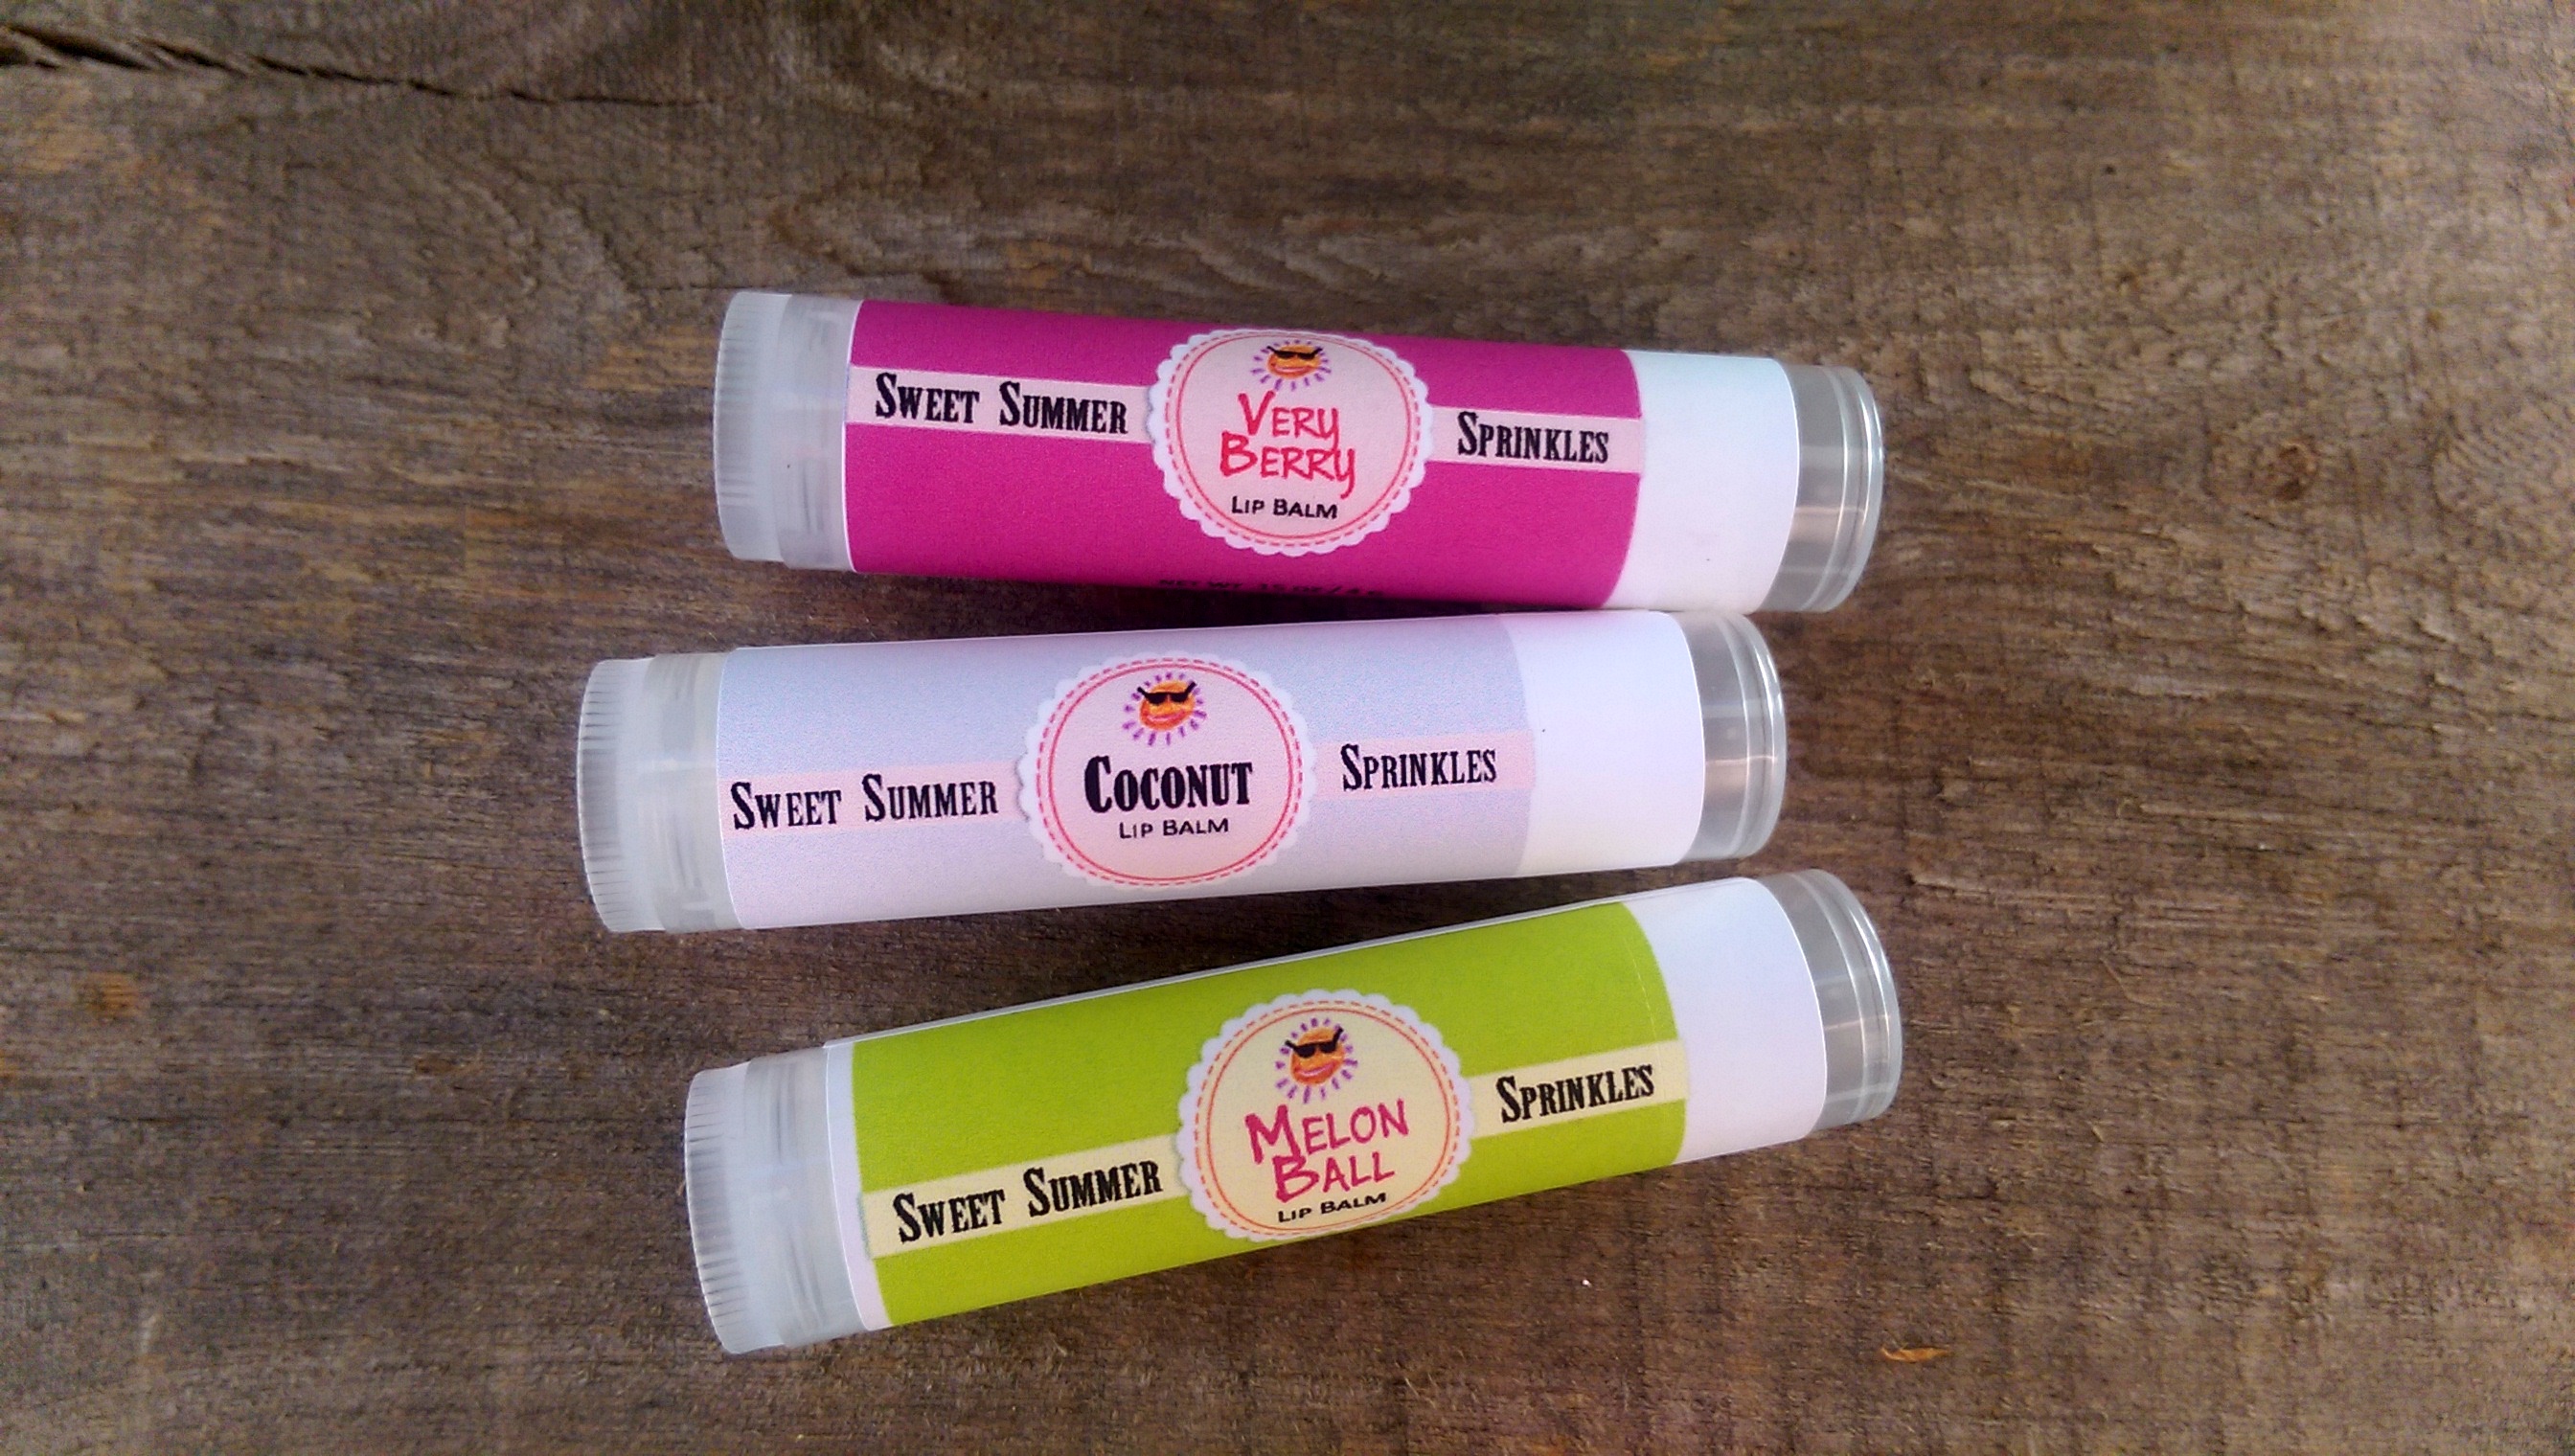 Sweet Summer
Very
Berry
Lip Balm
Sprinkles
Sweet Summer
Coconut
Lip Balm
Sprinkles
Sweet Summer
Melon
Ball
Lip Balm
Sprinkles